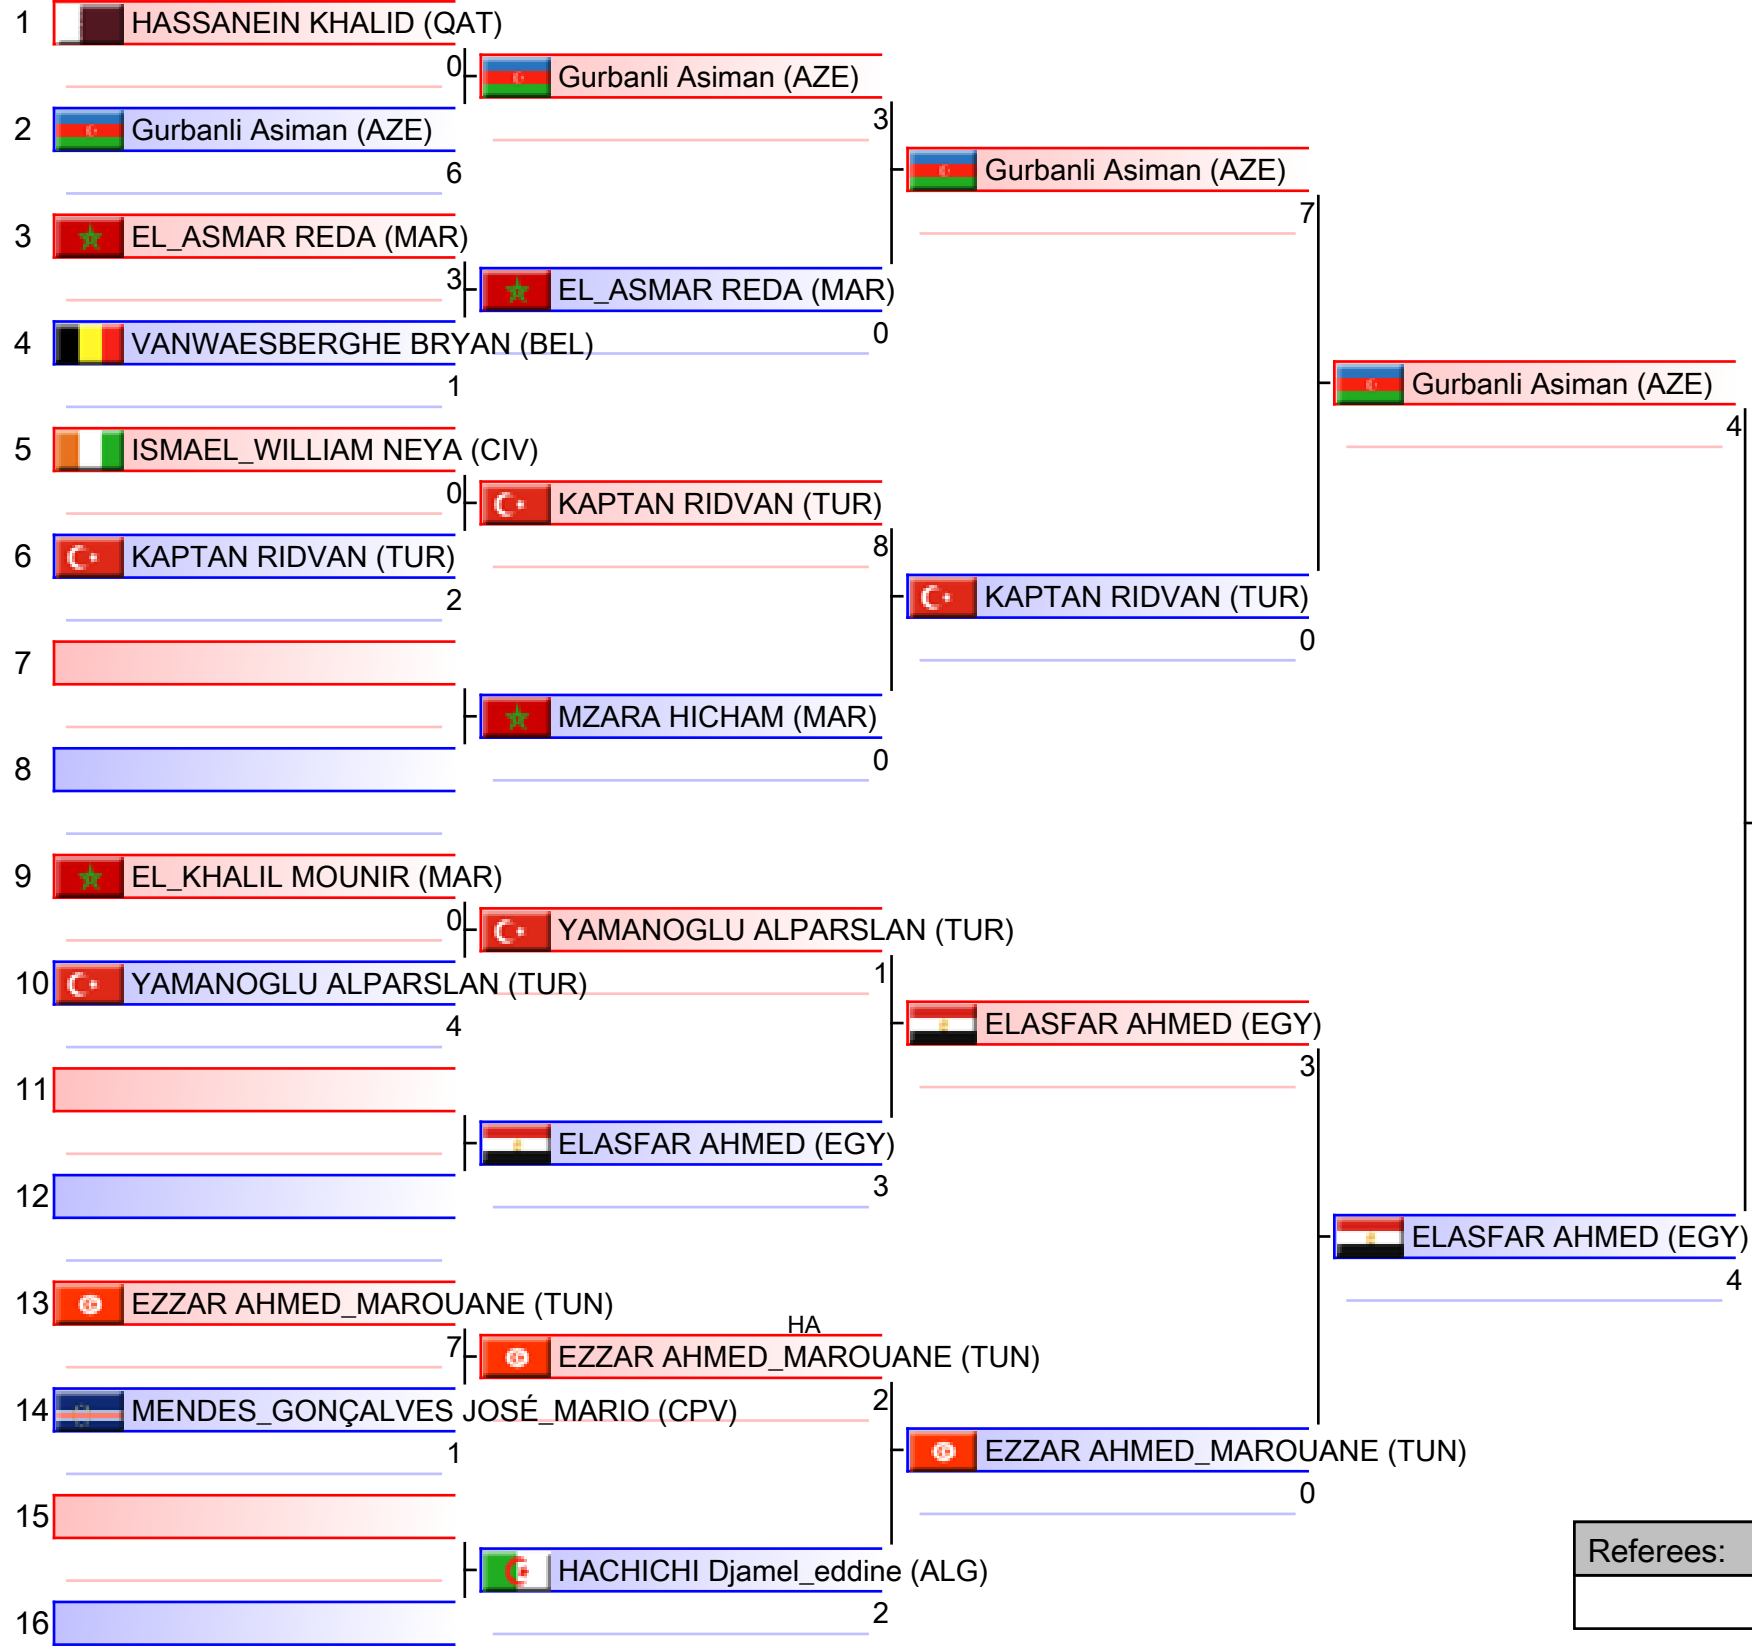 1 HASSANEIN KHALID (QAT)
0
Gurbanli Asiman (AZE)
3
2 Gurbanli Asiman (AZE)
6
Gurbanli Asiman (AZE)
7
3 EL_ASMAR REDA (MAR)
3
EL_ASMAR REDA (MAR)
0
4 VANWAESBERGHE BRYAN (BEL)
1
Gurbanli Asiman (AZE)
4
5 ISMAEL_WILLIAM NEYA (CIV)
0
KAPTAN RIDVAN (TUR)
8
6 KAPTAN RIDVAN (TUR)
2
KAPTAN RIDVAN (TUR)
0
7
MZARA HICHAM (MAR)
0
8
9 EL_KHALIL MOUNIR (MAR)
0
YAMANOGLU ALPARSLAN (TUR)
1
10 YAMANOGLU ALPARSLAN (TUR)
4
ELASFAR AHMED (EGY)
3
11
ELASFAR AHMED (EGY)
3
12
ELASFAR AHMED (EGY)
4
13 EZZAR AHMED_MAROUANE (TUN)
7
HA
EZZAR AHMED_MAROUANE (TUN)
2
14 MENDES_GONÇALVES JOSÉ_MARIO (CPV)
1
EZZAR AHMED_MAROUANE (TUN)
0
15
HACHICHI Djamel_eddine (ALG)
2
16
Referees: